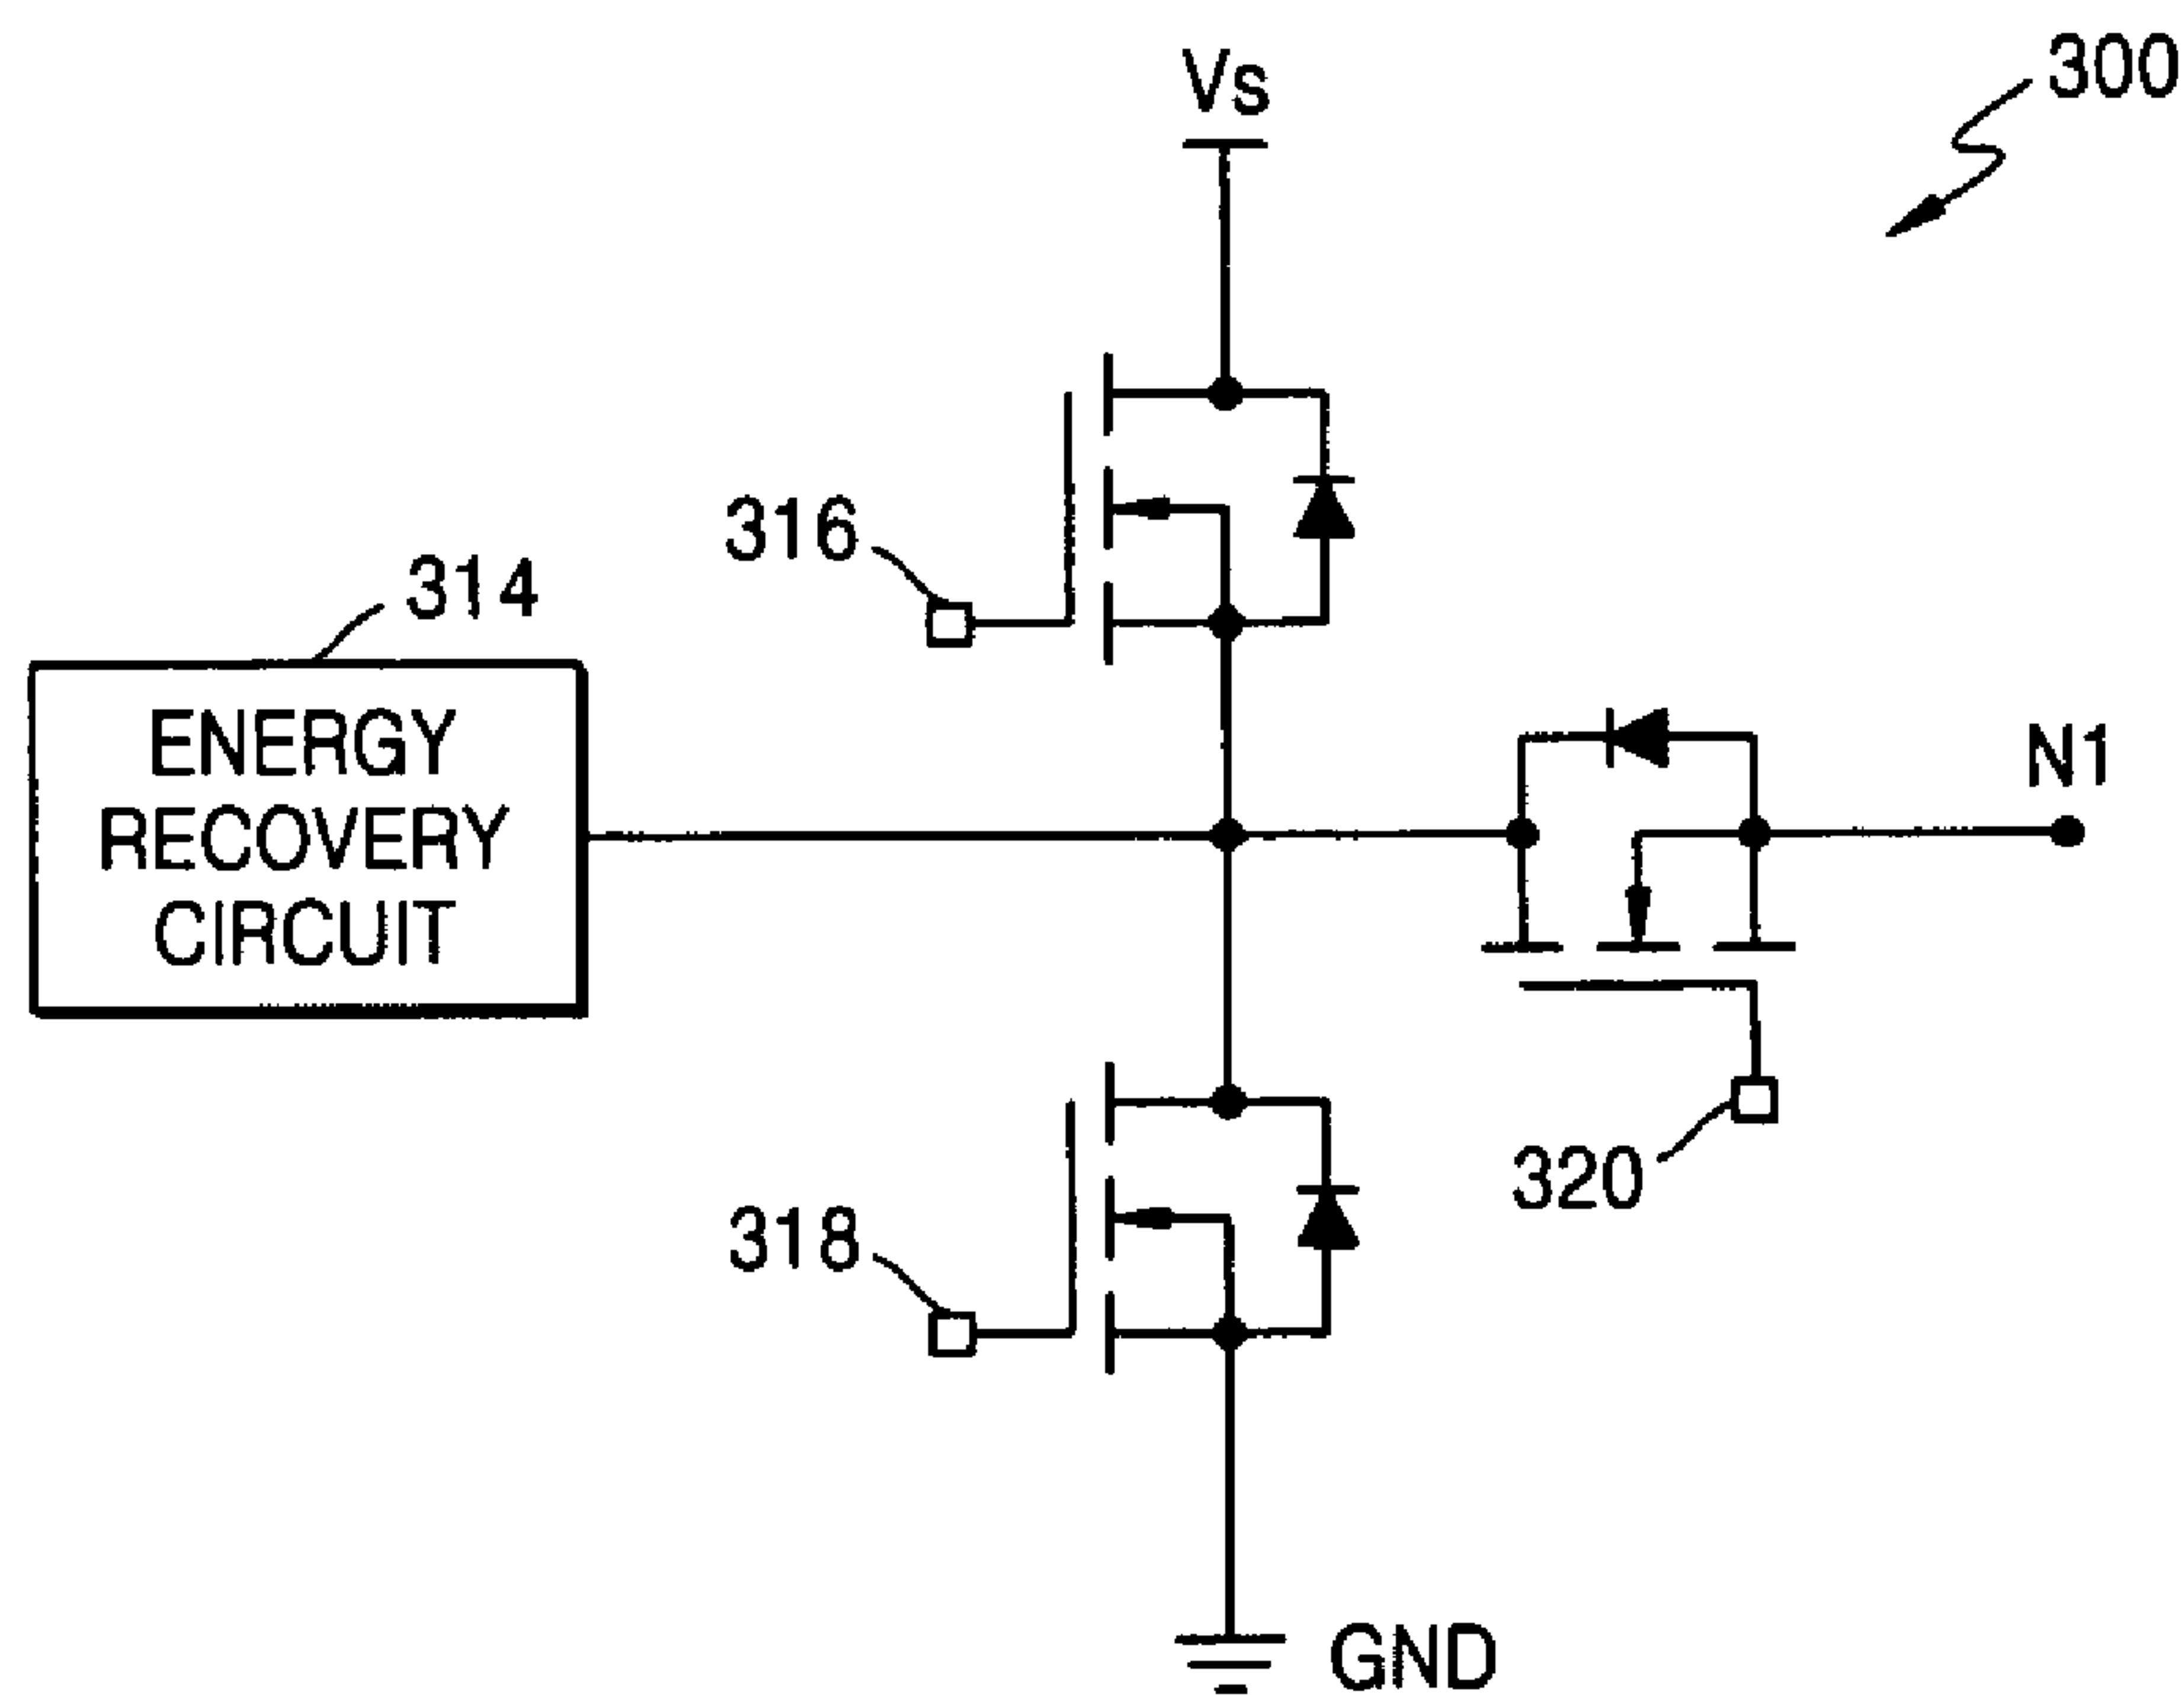 Vs
300
316
314
ENERGY
RECOVERY
CIRCUIT
N1
320
318
GND